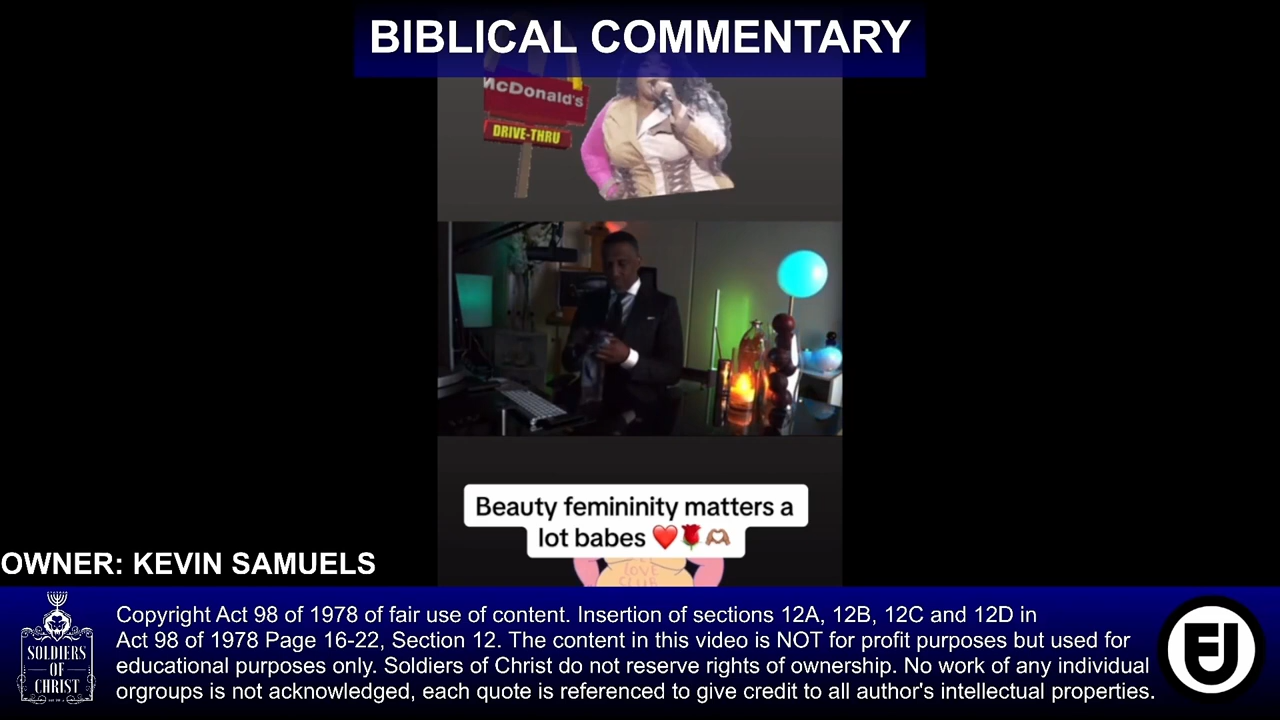 BIBLICAL COMMENTARY
McDonald's
DRIVE-THRU
Beauty femininity matters a
lot babes ❤️🌹🫶🏽
LOVE
CLUB
OWNER: KEVIN SAMUELS
Copyright Act 98 of 1978 of fair use of content. Insertion of sections 12A, 12B, 12C and 12D in
Act 98 of 1978 Page 16-22, Section 12. The content in this video is NOT for profit purposes but used for
educational purposes only. Soldiers of Christ do not reserve rights of ownership. No work of any individual
orgroups is not acknowledged, each quote is referenced to give credit to all author's intellectual properties.
SOLDIERS
OF
CHRIST